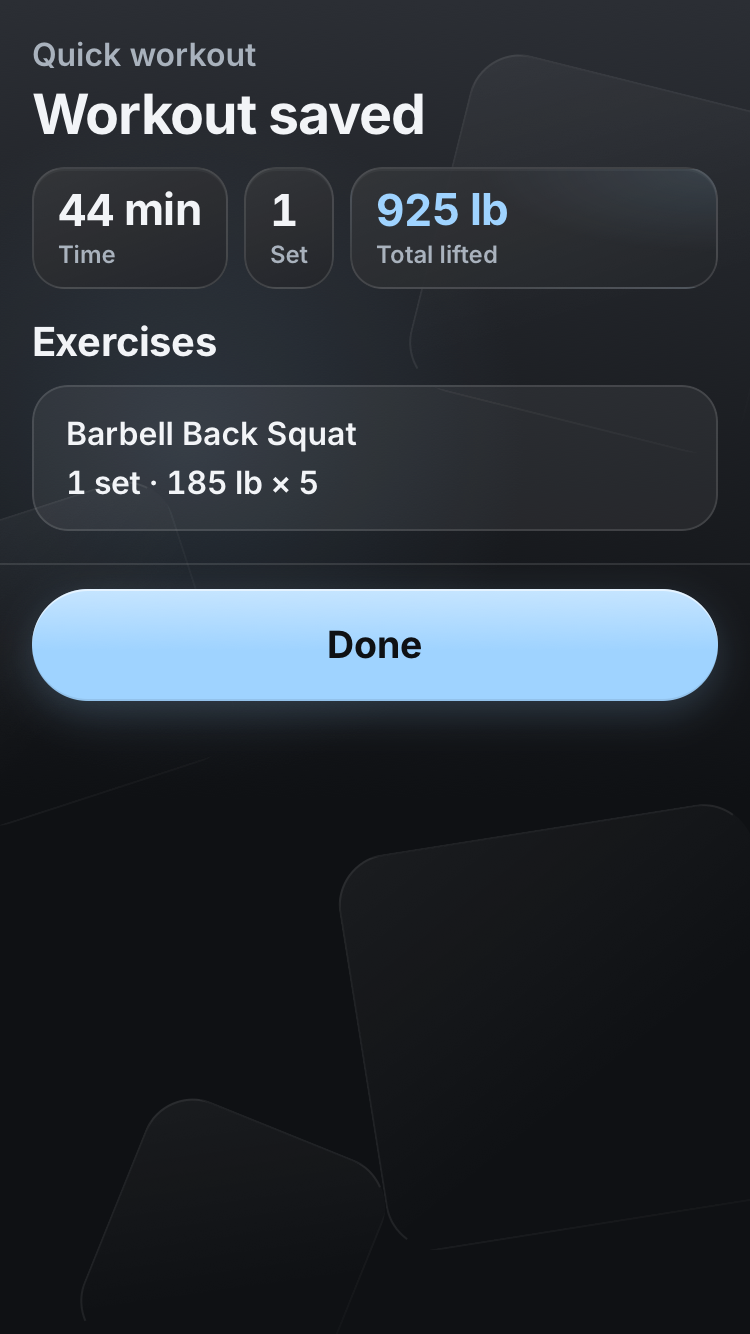 Quick workout
Workout saved
44 min
Time
1
Set
925 lb
Total lifted
Exercises
Barbell Back Squat
1 set · 185 lb × 5
Done